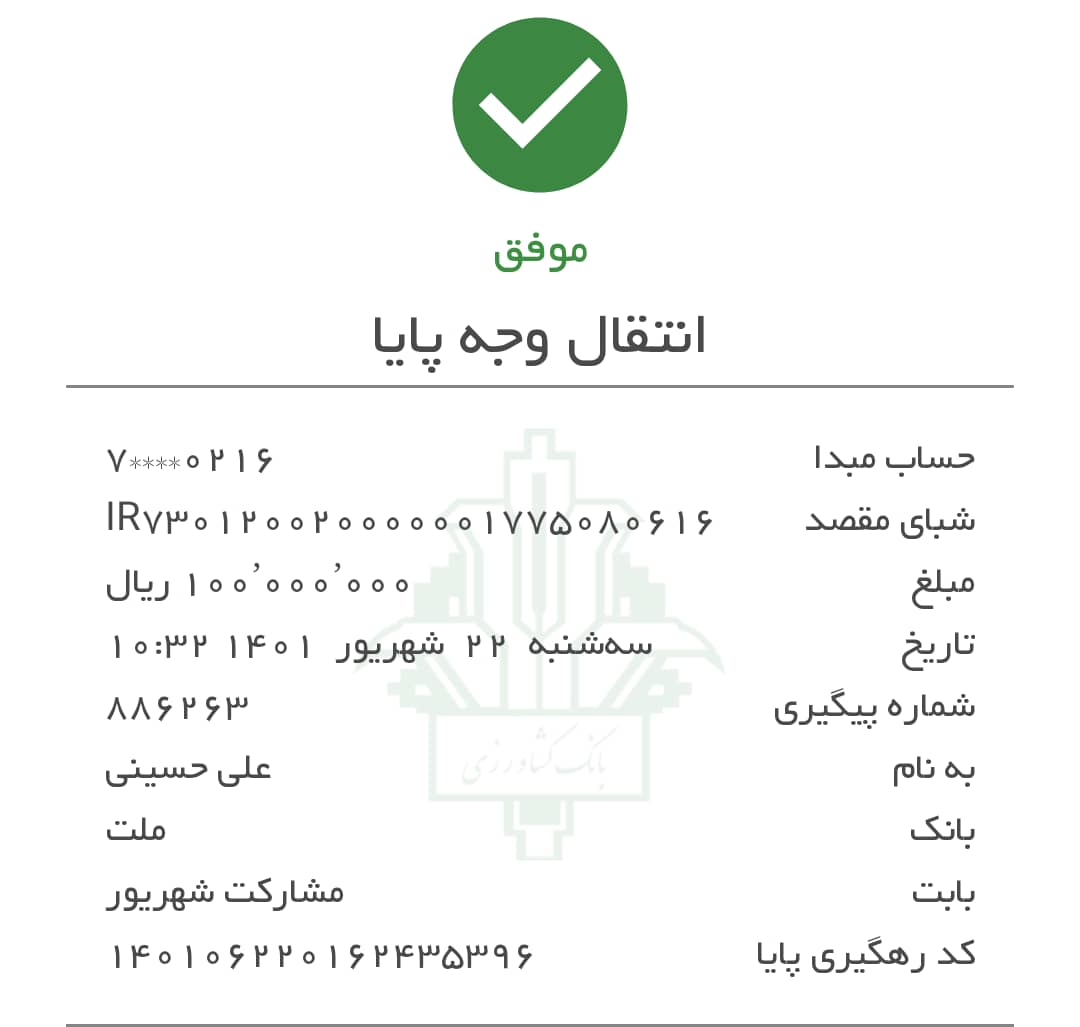 موفق
انتقال وجه پایا
حساب مبدا ۷****۰۲۱۶
شبای مقصد IR۷۳۰۱۲۰۰۲۰۰۰۰۰۰۱۷۷۵۰۸۰۶۱۶
مبلغ ۱۰۰٬۰۰۰٬۰۰۰ ریال
تاریخ سه‌شنبه ۲۲ شهریور ۱۴۰۱ ۱۰:۳۲
شماره پیگیری ۸۸۶۲۶۳
به نام علی حسینی
بانک ملت
بابت مشارکت شهریور
کد رهگیری پایا ۱۴۰۱۰۶۲۲۰۱۶۲۴۳۵۳۹۶
بانک کشاورزی